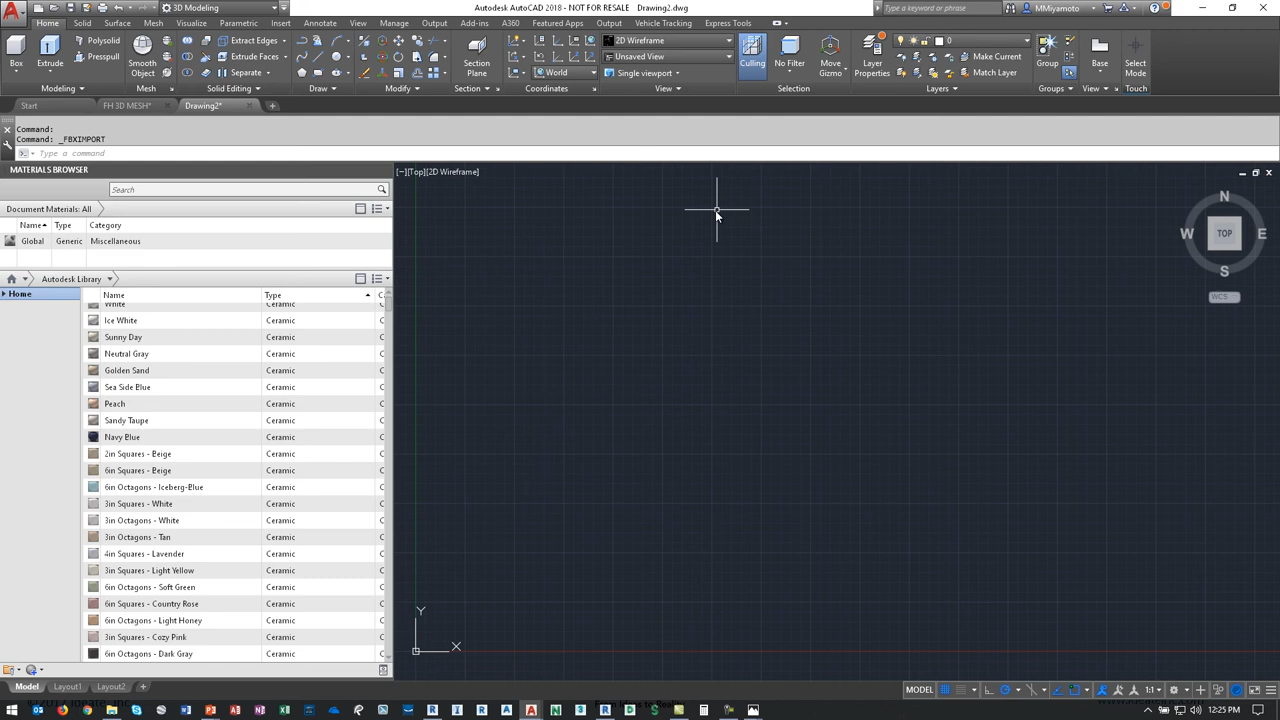 3D Modeling
Autodesk AutoCAD 2018 - NOT FOR RESALE Drawing2.dwg
Type a keyword or phrase
MMiyamoto
Home Solid Surface Mesh Visualize Parametric Insert Annotate View Manage Output Add-ins A360 Featured Apps Output Vehicle Tracking Express Tools
Polysolid
Presspull
Box
Extrude
Smooth
Object
Extrude Edges
Extrude Faces
Separate
Section
Plane
World
2D Wireframe
Unsaved View
Single viewport
Culling
No Filter
Move
Gizmo
Layer
Properties
0
Make Current
Match Layer
Group
Base
Select
Mode
Modeling Mesh Solid Editing Draw Modify Section Coordinates View Selection Layers Groups View Touch
Start FH 3D MESH* Drawing2*
Command:
Command: _FBXIMPORT
Type a command
MATERIALS BROWSER
Search
Document Materials: All
Name Type Category
Global Generic Miscellaneous
Autodesk Library
Home
Name Type C
White Ceramic C
Ice White Ceramic C
Sunny Day Ceramic C
Neutral Gray Ceramic C
Golden Sand Ceramic C
Sea Side Blue Ceramic C
Peach Ceramic C
Sandy Taupe Ceramic C
Navy Blue Ceramic C
2in Squares - Beige Ceramic C
6in Squares - Beige Ceramic C
6in Octagons - Iceberg-Blue Ceramic C
3in Squares - White Ceramic C
3in Octagons - White Ceramic C
3in Octagons - Tan Ceramic C
4in Squares - Lavender Ceramic C
3in Squares - Light Yellow Ceramic C
6in Octagons - Soft Green Ceramic C
6in Squares - Country Rose Ceramic C
6in Octagons - Light Honey Ceramic C
3in Squares - Cozy Pink Ceramic C
6in Octagons - Dark Gray Ceramic C
[−][Top][2D Wireframe]
N
W TOP E
S
WCS
Y
X
Model Layout1 Layout2
MODEL
1:1
12:25 PM